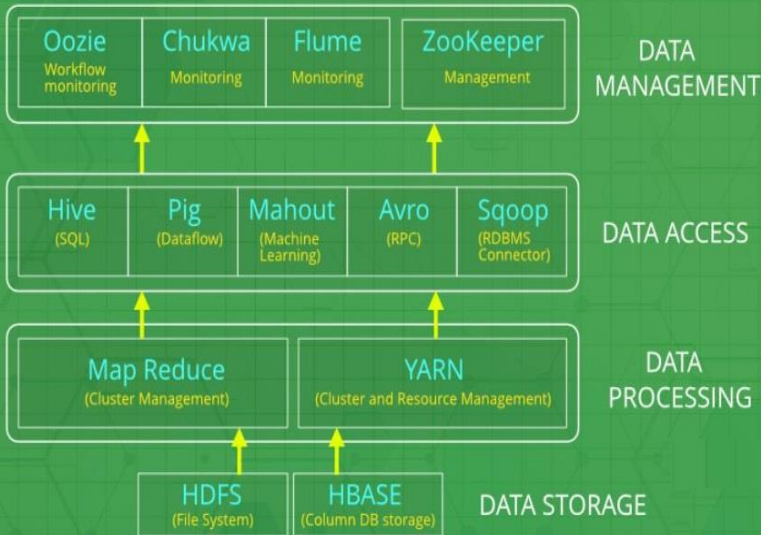 Oozie
Workflow
monitoring
Chukwa
Monitoring
Flume
Monitoring
ZooKeeper
Management
DATA
MANAGEMENT
Hive
(SQL)
Pig
(Dataflow)
Mahout
(Machine
Learning)
Avro
(RPC)
Sqoop
(RDBMS
Connector)
DATA ACCESS
Map Reduce
(Cluster Management)
YARN
(Cluster and Resource Management)
DATA
PROCESSING
HDFS
(File System)
HBASE
(Column DB storage)
DATA STORAGE